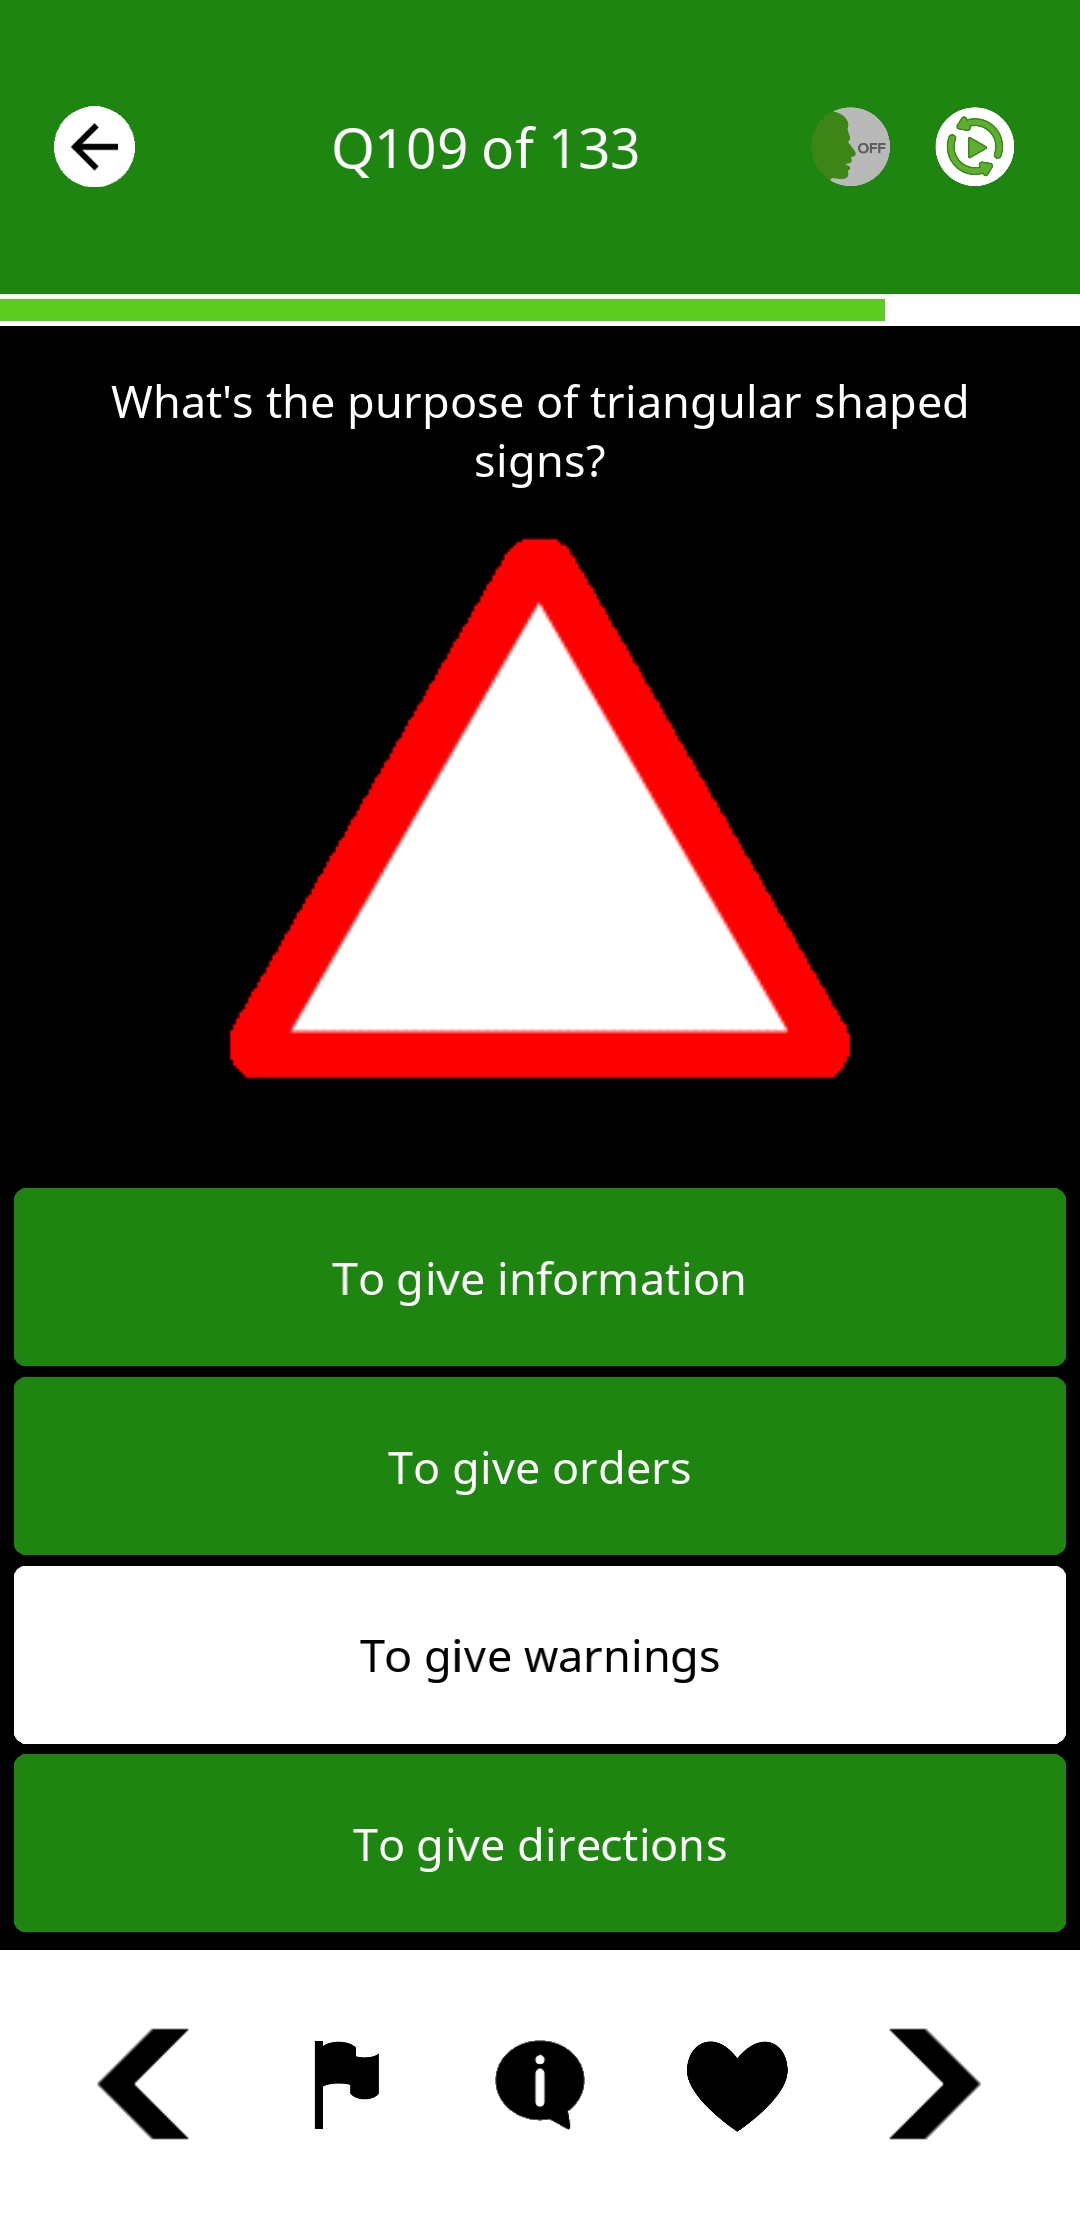 Q109 of 133
OFF
What's the purpose of triangular shaped
signs?
To give information
To give orders
To give warnings
To give directions